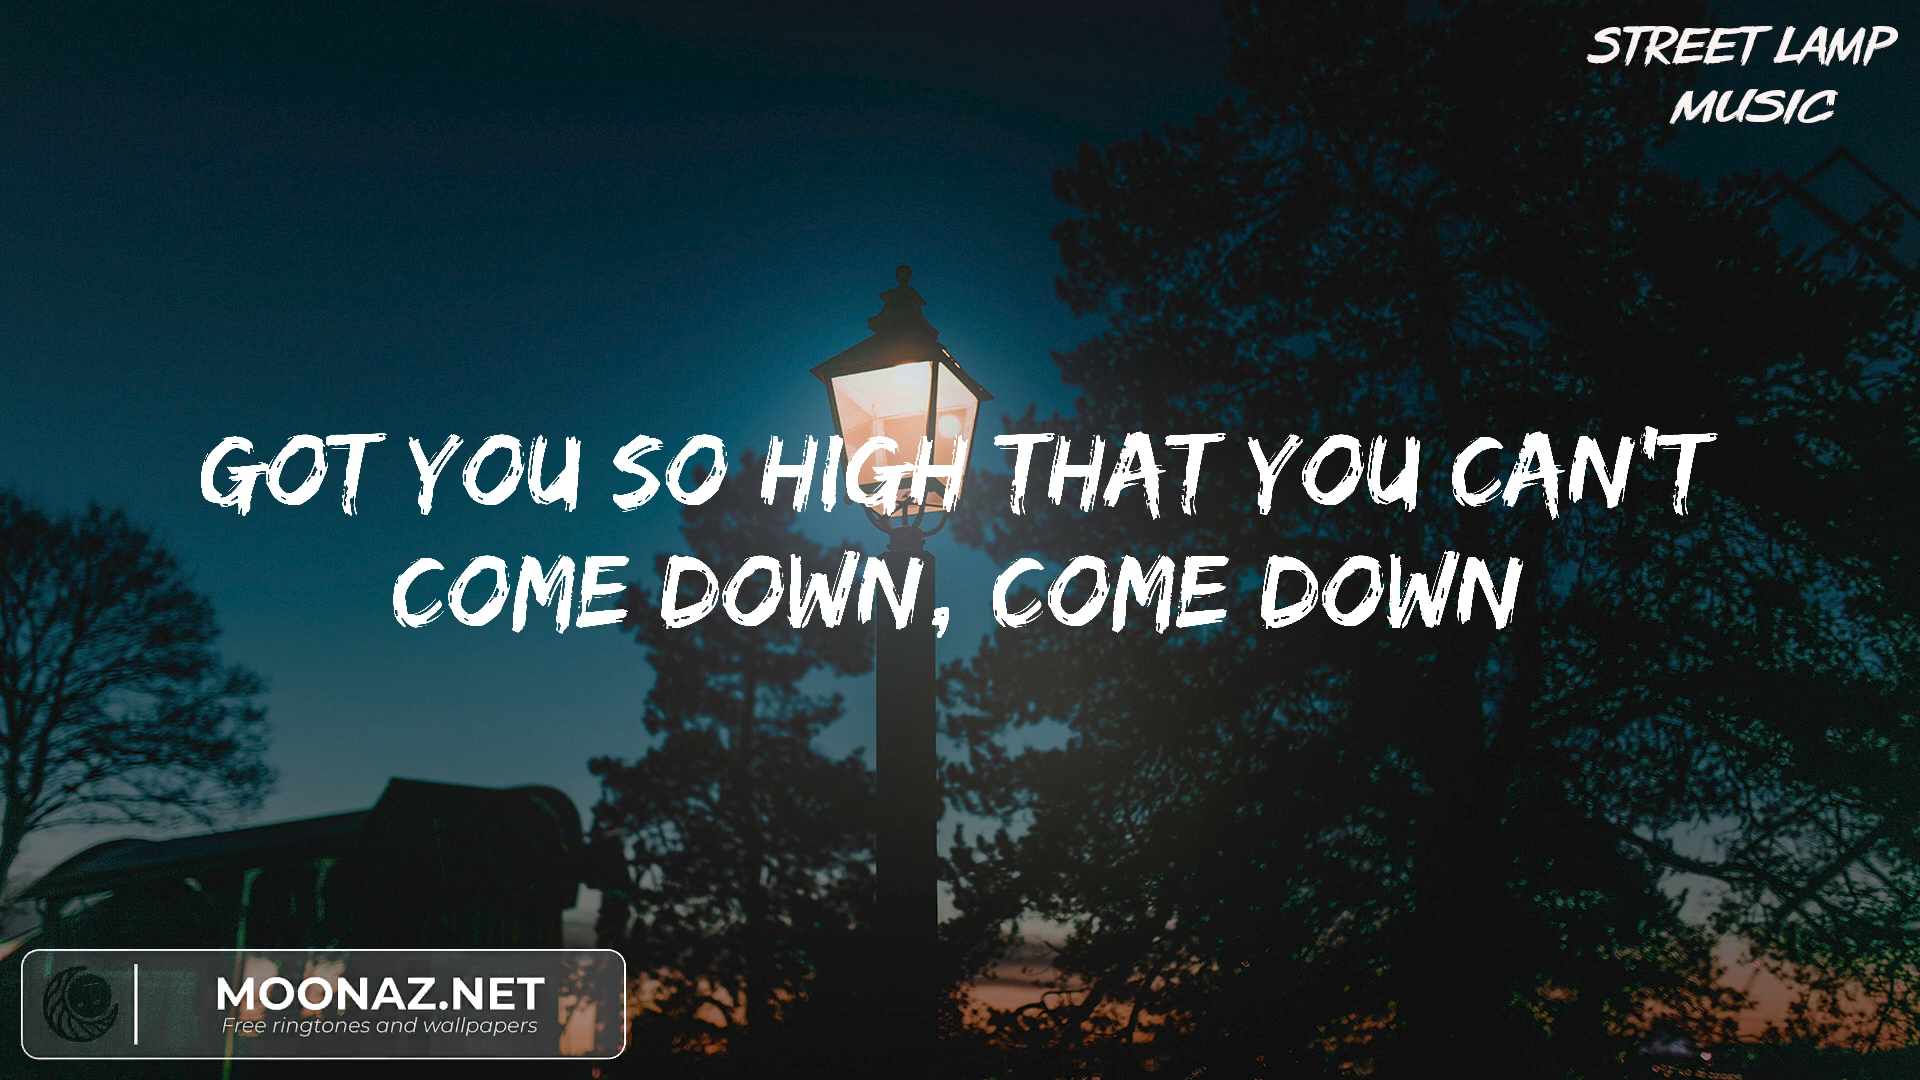 STREET LAMP
MUSIC
GOT YOU SO HIGH THAT YOU CAN'T
COME DOWN, COME DOWN
MOONAZ.NET
Free ringtones and wallpapers